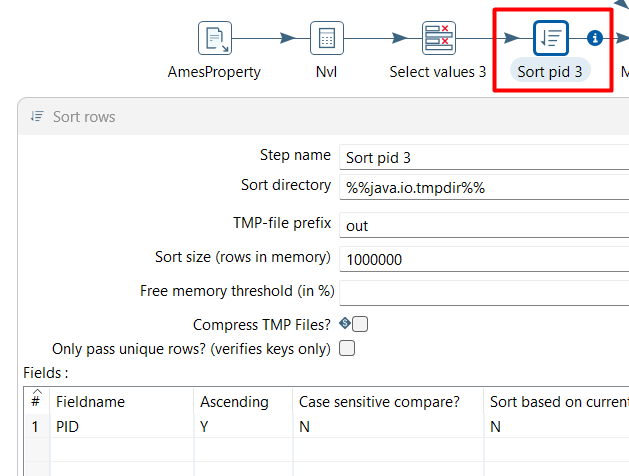 AmesProperty Nvl Select values 3 Sort pid 3
Sort rows
Step name Sort pid 3
Sort directory %%java.io.tmpdir%%
TMP-file prefix out
Sort size (rows in memory) 1000000
Free memory threshold (in %)
Compress TMP Files?
Only pass unique rows? (verifies keys only)
Fields :
# Fieldname Ascending Case sensitive compare? Sort based on current
1 PID Y N N